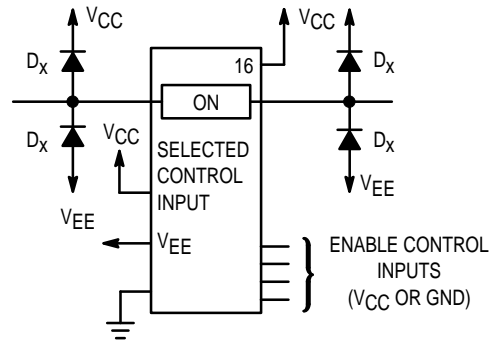 VCC
VCC
DX
16
DX
ON
DX
VCC
DX
SELECTED
CONTROL
INPUT
VEE
VEE
VEE
ENABLE CONTROL
INPUTS
(VCC OR GND)